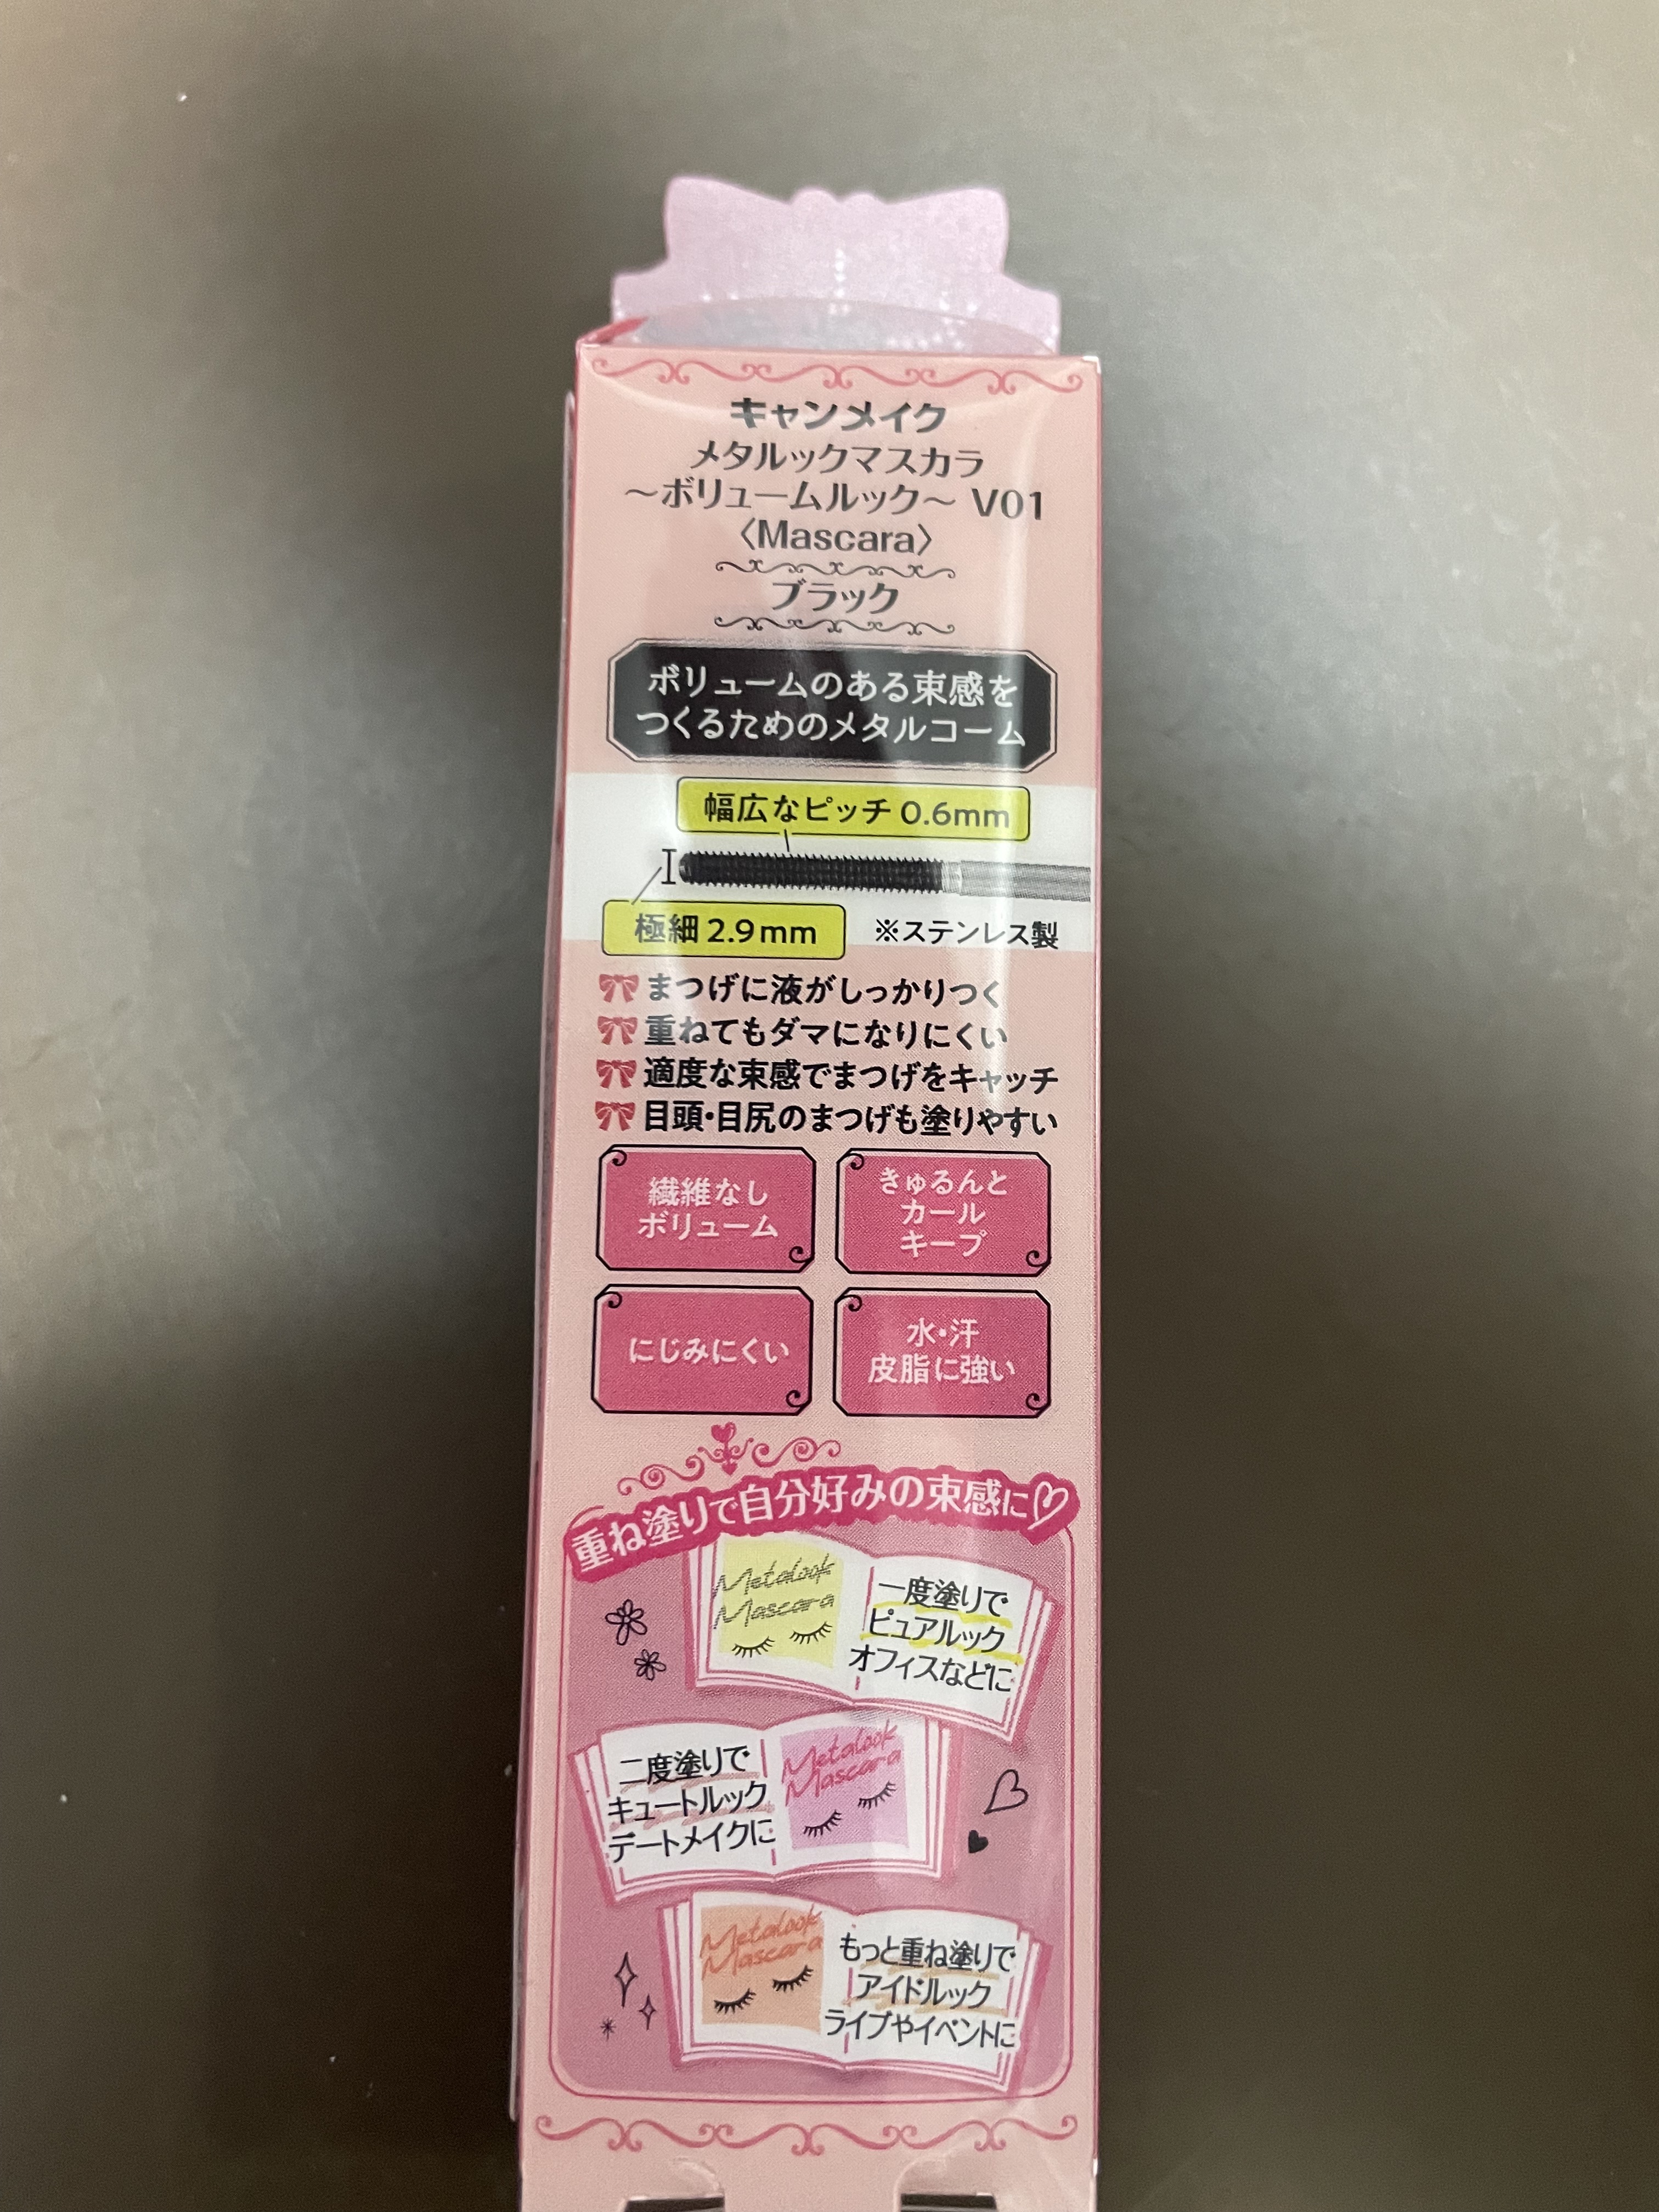 キャンメイク
メタルックマスカラ
〜ボリュームルック〜 V01
〈Mascara〉
ブラック
ボリュームのある束感を
つくるためのメタルコーム
幅広なピッチ 0.6mm
極細 2.9mm
※ステンレス製
まつげに液がしっかりつく
重ねてもダマになりにくい
適度な束感でまつげをキャッチ
目頭・目尻のまつげも塗りやすい
繊維なし
ボリューム
きゅるんと
カール
キープ
にじみにくい
水・汗
皮脂に強い
重ね塗りで自分好みの束感に♡
Metalook
Mascara
一度塗りで
ピュアルック
オフィスなどに
二度塗りで
キュートルック
デートメイクに
Metalook
Mascara
Metalook
Mascara
もっと重ね塗りで
アイドルック
ライブやイベントに